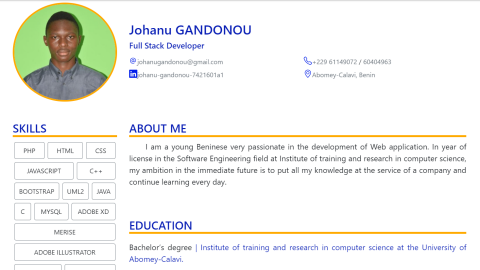 Johanu GANDONOU
Full Stack Developer
johanugandonou@gmail.com
+229 61149072 / 60404963
johanu-gandonou-7421601a1
Abomey-Calavi, Benin
SKILLS
PHP HTML CSS
JAVASCRIPT C++
BOOTSTRAP UML2 JAVA
C MYSQL ADOBE XD
MERISE
ADOBE ILLUSTRATOR
ABOUT ME
I am a young Beninese very passionate in the development of Web application. In year of
license in the Software Engineering field at Institute of training and research in computer science,
my ambition in the immediate future is to put all my knowledge at the service of a company and
continue learning every day.
EDUCATION
Bachelor's degree | Institute of training and research in computer science at the University of
Abomey-Calavi.